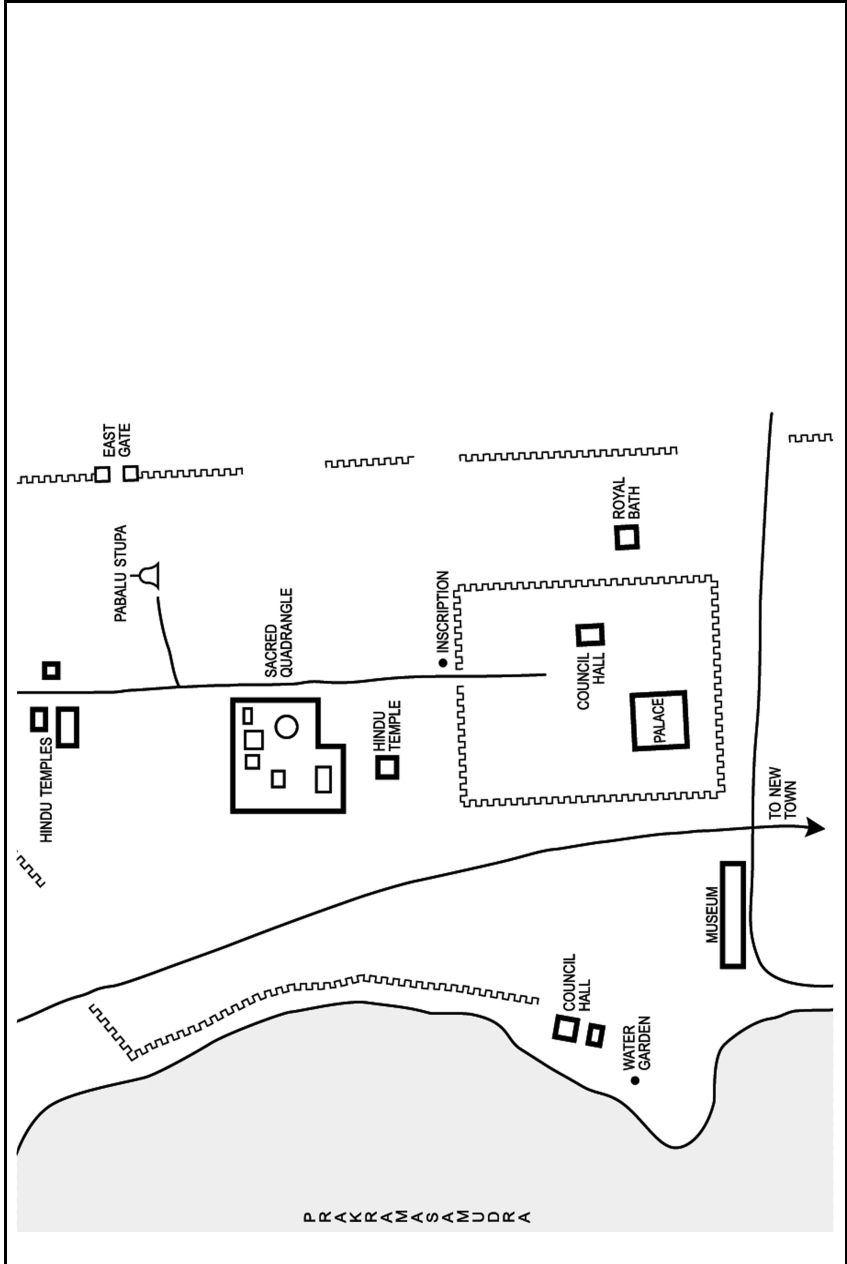 EAST
GATE
PABALU STUPA
HINDU TEMPLES
SACRED
QUADRANGLE
INSCRIPTION
ROYAL
BATH
HINDU
TEMPLE
COUNCIL
HALL
PALACE
TO NEW
TOWN
MUSEUM
COUNCIL
HALL
WATER
GARDEN
PRAKRAMASAMUDRA